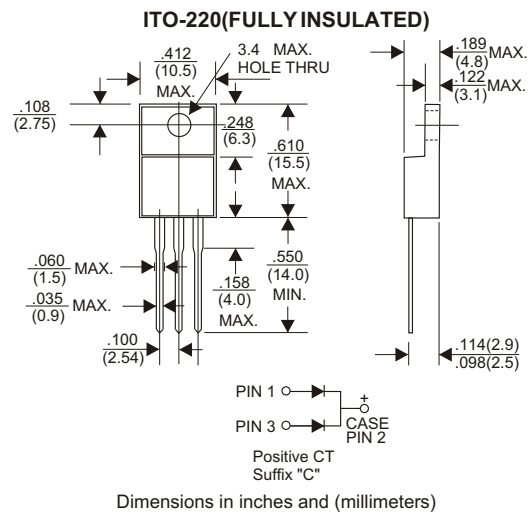 ITO-220(FULLY INSULATED)
.412
(10.5)
MAX.
3.4 MAX.
HOLE THRU
.189
(4.8) MAX.
.122
(3.1) MAX.
.108
(2.75)
.248
(6.3)
.610
(15.5)
MAX.
.060
(1.5) MAX.
.158
(4.0)
MAX.
.550
(14.0)
MIN.
.035
(0.9) MAX.
.100
(2.54)
.114(2.9)
.098(2.5)
PIN 1
+
PIN 3
CASE
PIN 2
Positive CT
Suffix "C"
Dimensions in inches and (millimeters)